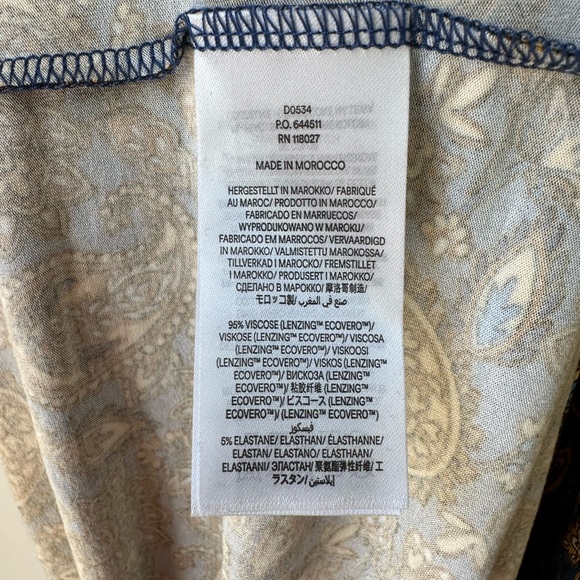 D0534
P.O. 644511
RN 118027
MADE IN MOROCCO
HERGESTELLT IN MAROKKO/ FABRIQUÉ
AU MAROC/ PRODOTTO IN MAROCCO/
FABRICADO EN MARRUECOS/
WYPRODUKOWANO W MAROKU/
FABRICADO EM MARROCOS/ VERVAARDIGD
IN MAROKKO/ VALMISTETTU MAROKOSSA/
TILLVERKAD I MAROCKO/ FREMSTILLET
I MAROKKO/ PRODUSERT I MAROKKO/
СДЕЛАНО В МАРОККО/ 摩洛哥制造/
モロッコ製/ صنع في المغرب/
95% VISCOSE (LENZING™ ECOVERO™)/
VISKOSE (LENZING™ ECOVERO™)/ VISCOSA
(LENZING™ ECOVERO™)/ VISKOOSI
(LENZING™ ECOVERO™)/ VISKOS (LENZING™
ECOVERO™)/ ВИСКОЗА (LENZING™
ECOVERO™)/ 粘胶纤维 (LENZING™
ECOVERO™)/ ビスコース (LENZING™
ECOVERO™)/ (LENZING™ ECOVERO™)
فيسكوز
5% ELASTANE/ ELASTHAN/ ÉLASTHANNE/
ELASTAN/ ELASTANO/ ELASTHAAN/
ELASTAANI/ ЭЛАСТАН/ 聚氨酯弹性纤维/ エ
ラスタン/ إيلاستين/